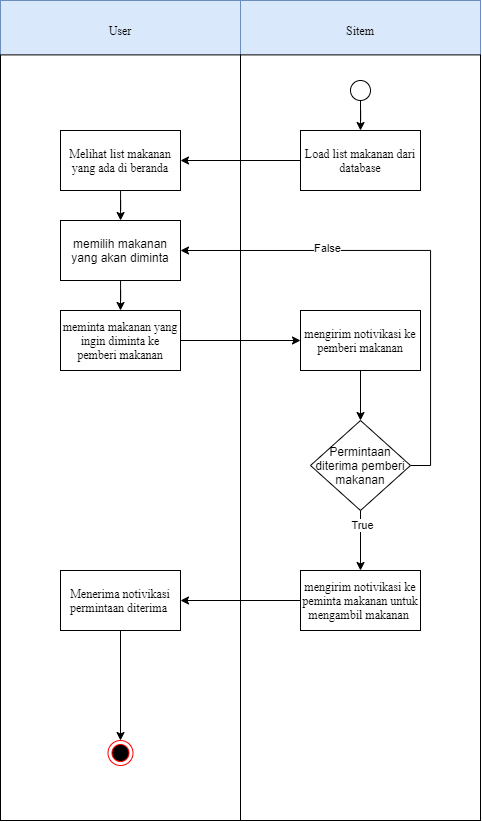 User
Sitem
Load list makanan dari
database
Melihat list makanan
yang ada di beranda
memilih makanan
yang akan diminta
False
meminta makanan yang
ingin diminta ke
pemberi makanan
mengirim notivikasi ke
pemberi makanan
Permintaan
diterima pemberi
makanan
True
mengirim notivikasi ke
peminta makanan untuk
mengambil makanan
Menerima notivikasi
permintaan diterima